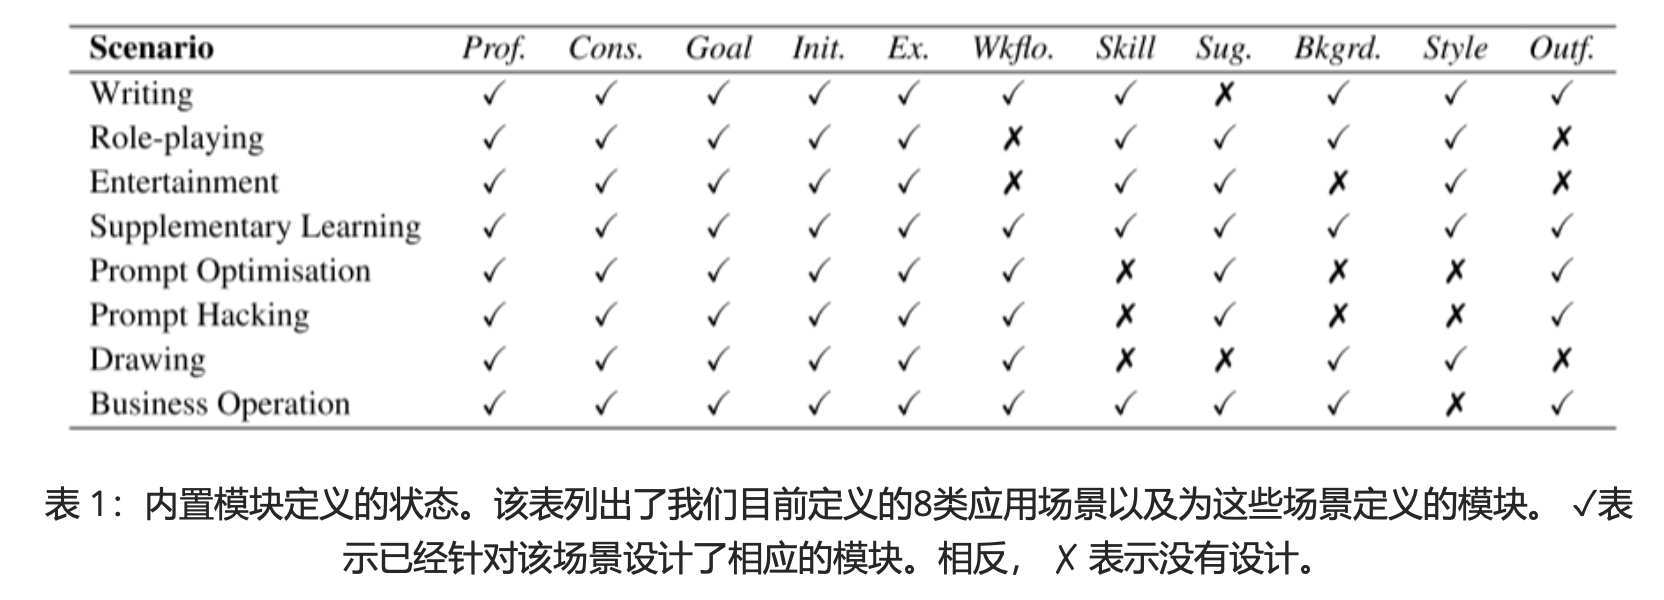 Scenario Prof. Cons. Goal Init. Ex. Wkflo. Skill Sug. Bkgrd. Style Outf.
Writing ✓ ✓ ✓ ✓ ✓ ✓ ✓ ✗ ✓ ✓ ✓
Role-playing ✓ ✓ ✓ ✓ ✓ ✗ ✓ ✓ ✓ ✓ ✗
Entertainment ✓ ✓ ✓ ✓ ✓ ✗ ✓ ✓ ✗ ✓ ✗
Supplementary Learning ✓ ✓ ✓ ✓ ✓ ✓ ✓ ✓ ✓ ✓ ✓
Prompt Optimisation ✓ ✓ ✓ ✓ ✓ ✓ ✗ ✓ ✗ ✗ ✓
Prompt Hacking ✓ ✓ ✓ ✓ ✓ ✓ ✗ ✓ ✗ ✗ ✓
Drawing ✓ ✓ ✓ ✓ ✓ ✓ ✗ ✗ ✓ ✓ ✗
Business Operation ✓ ✓ ✓ ✓ ✓ ✓ ✓ ✓ ✓ ✗ ✓
表 1：内置模块定义的状态。该表列出了我们目前定义的8类应用场景以及为这些场景定义的模块。 ✓表
示已经针对该场景设计了相应的模块。相反， ✗ 表示没有设计。